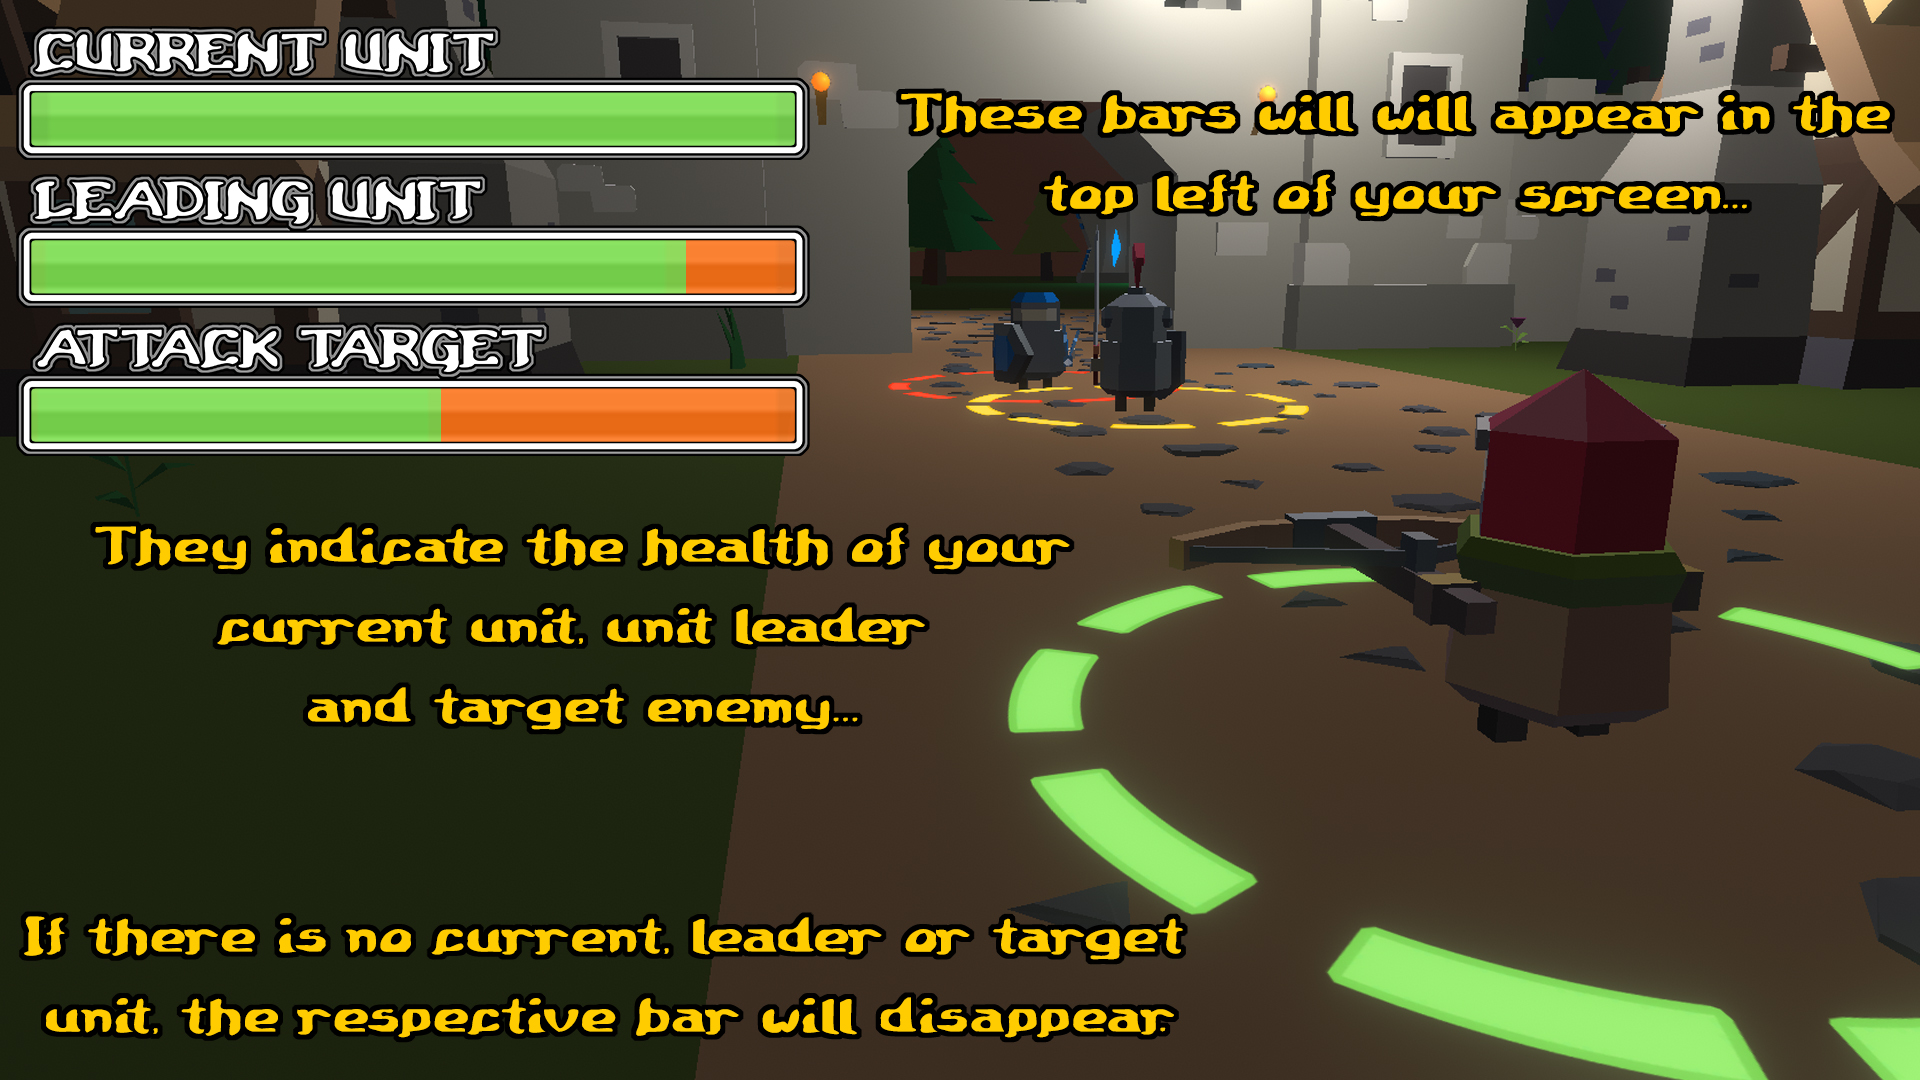 CURRENT UNIT
LEADING UNIT
ATTACK TARGET
These bars will will appear in the
top left of your screen...
They indicate the health of your
current unit, unit leader
and target enemy...
If there is no current, leader or target
unit, the respective bar will disappear.